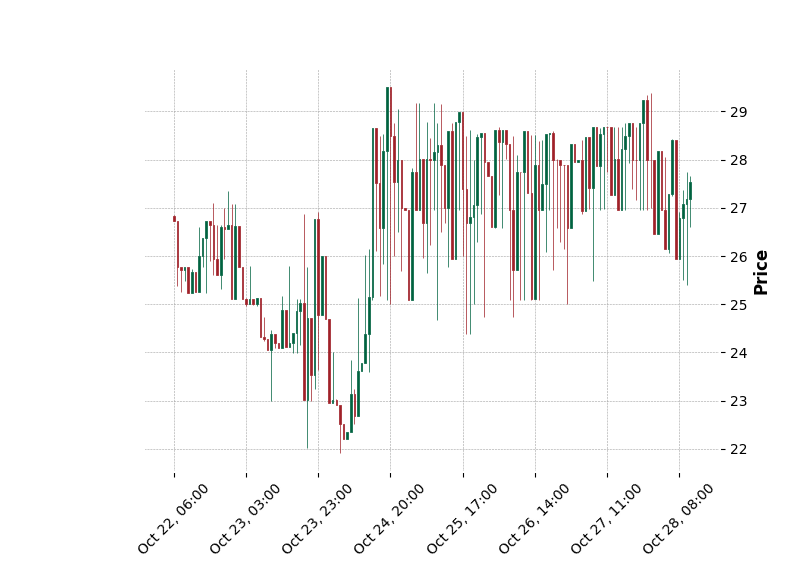 29
28
27
26
25
24
23
22
Price
Oct 22, 06:00
Oct 23, 03:00
Oct 23, 23:00
Oct 24, 20:00
Oct 25, 17:00
Oct 26, 14:00
Oct 27, 11:00
Oct 28, 08:00